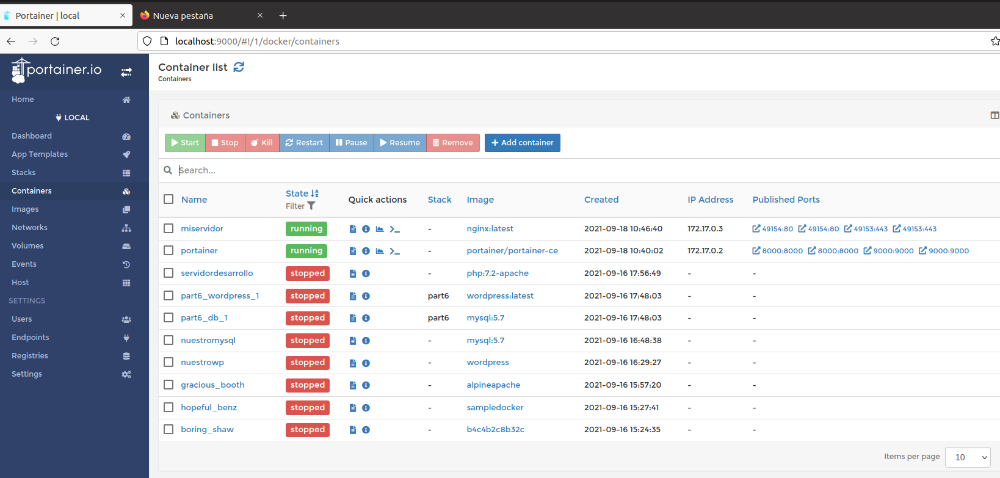 Portainer | local
Nueva pestaña
localhost:9000/#!/1/docker/containers
portainer.io
Home
LOCAL
Dashboard
App Templates
Stacks
Containers
Images
Networks
Volumes
Events
Host
SETTINGS
Users
Endpoints
Registries
Settings
Container list
Containers
Containers
Start Stop Kill Restart Pause Resume Remove Add container
Search...
Name State Filter Quick actions Stack Image Created IP Address Published Ports
miservidor running - nginx:latest 2021-09-18 10:46:40 172.17.0.3 49154:80 49154:80 49153:443 49153:443
portainer running - portainer/portainer-ce 2021-09-18 10:40:02 172.17.0.2 8000:8000 8000:8000 9000:9000 9000:9000
servidordesarrollo stopped - php:7.2-apache 2021-09-16 17:56:49 - -
part6_wordpress_1 stopped part6 wordpress:latest 2021-09-16 17:48:03 - -
part6_db_1 stopped part6 mysql:5.7 2021-09-16 17:48:03 - -
nuestromysql stopped - mysql:5.7 2021-09-16 16:48:38 - -
nuestrowp stopped - wordpress 2021-09-16 16:29:27 - -
gracious_booth stopped - alpineapache 2021-09-16 15:57:20 - -
hopeful_benz stopped - sampledocker 2021-09-16 15:27:41 - -
boring_shaw stopped - b4c4b2c8b32c 2021-09-16 15:24:35 - -
Items per page 10